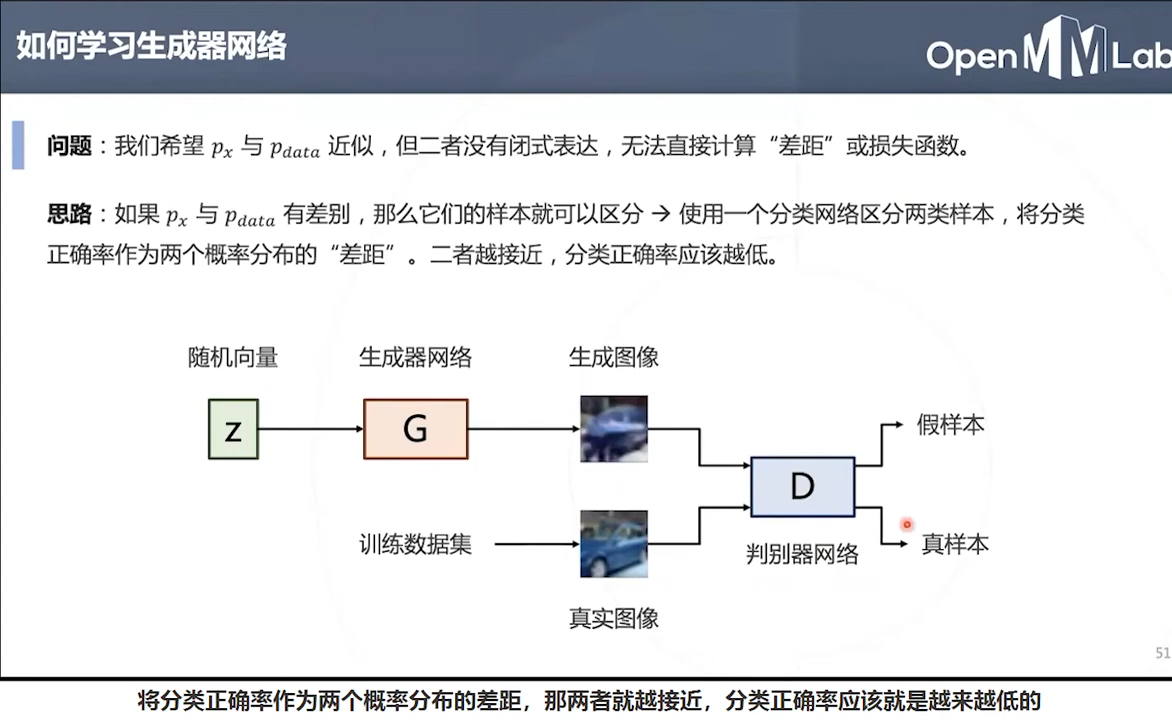 如何学习生成器网络
OpenMMLab
问题：我们希望 pₓ 与 p_data 近似，但二者没有闭式表达，无法直接计算“差距”或损失函数。
思路：如果 pₓ 与 p_data 有差别，那么它们的样本就可以区分 → 使用一个分类网络区分两类样本，将分类
正确率作为两个概率分布的“差距”。二者越接近，分类正确率应该越低。
随机向量 生成器网络 生成图像
z G
假样本
D
训练数据集
真样本
判别器网络
真实图像
51
将分类正确率作为两个概率分布的差距，那两者就越接近，分类正确率应该就是越来越低的